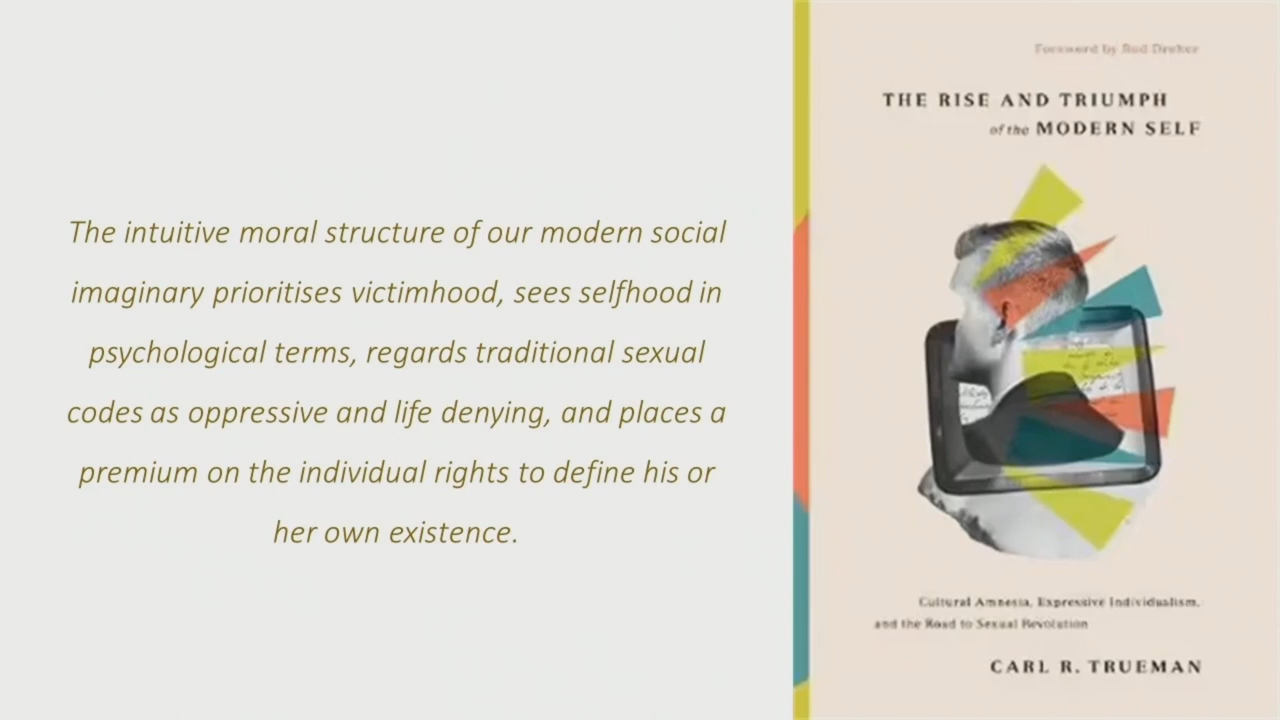 The intuitive moral structure of our modern social
imaginary prioritises victimhood, sees selfhood in
psychological terms, regards traditional sexual
codes as oppressive and life denying, and places a
premium on the individual rights to define his or
her own existence.
Foreword by Rod Dreher
THE RISE AND TRIUMPH
of the MODERN SELF
Cultural Amnesia, Expressive Individualism,
and the Road to Sexual Revolution
CARL R. TRUEMAN